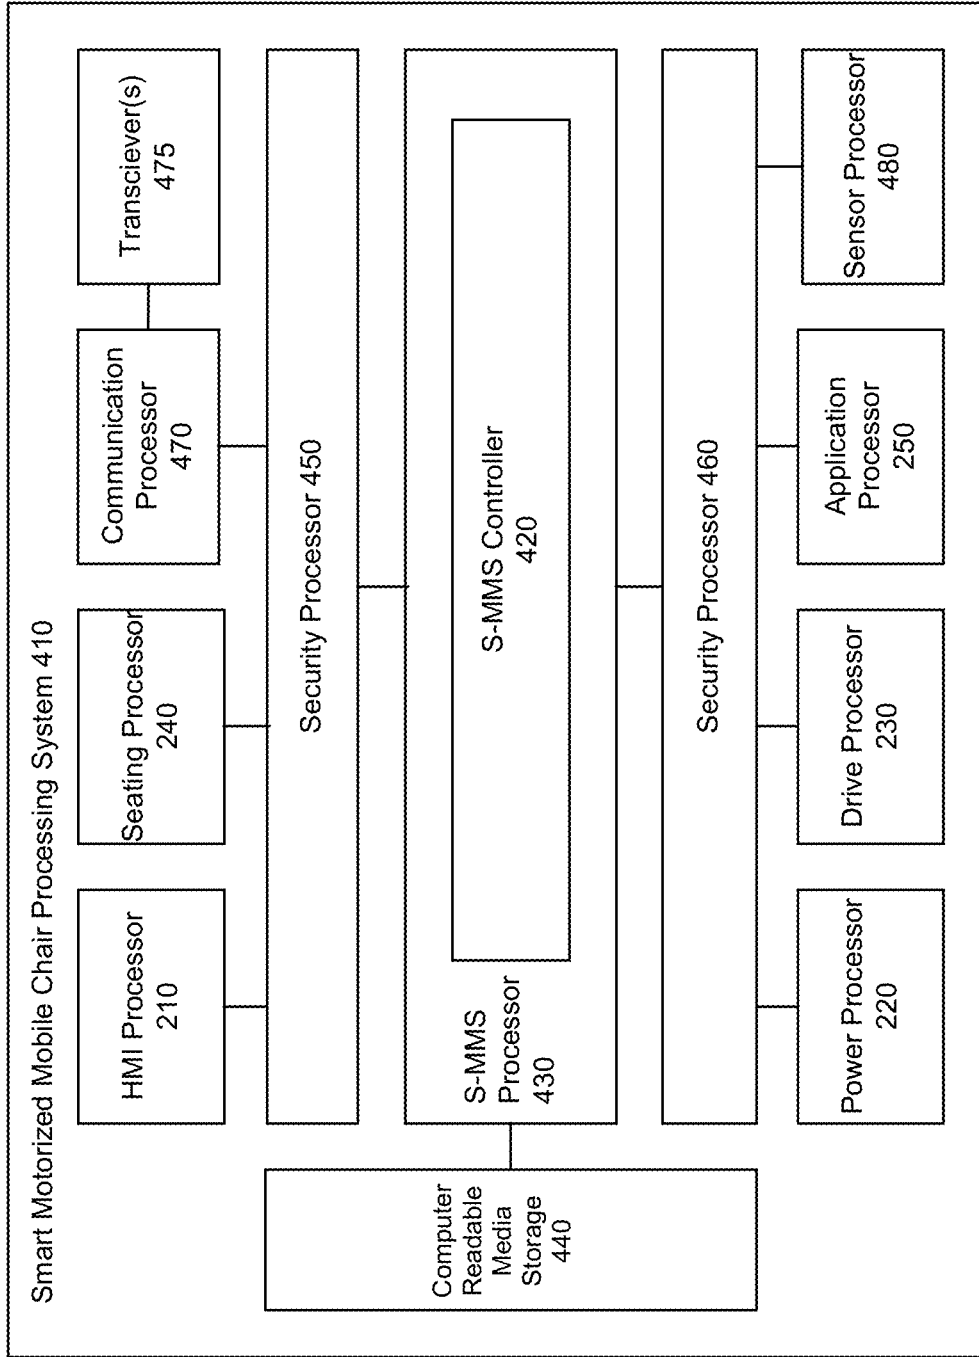 Smart Motorized Mobile Chair Processing System 410
HMI Processor
210
Seating Processor
240
Communication
Processor
470
Transciever(s)
475
Security Processor 450
Computer
Readable
Media
Storage
440
S-MMS
Processor
430
S-MMS Controller
420
Security Processor 460
Power Processor
220
Drive Processor
230
Application
Processor
250
Sensor Processor
480